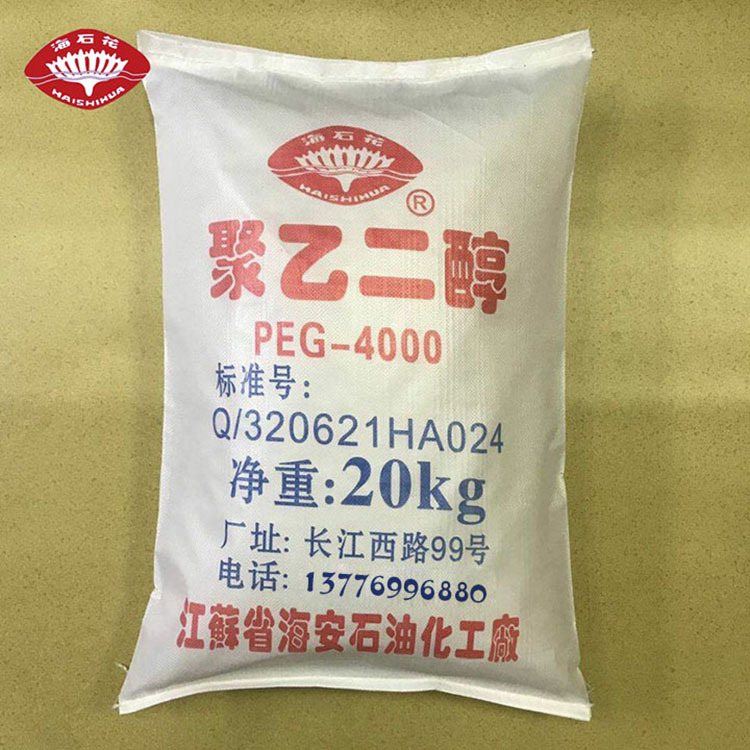 海石花
HAISHIHUA
海石花
HAISHIHUA
®
聚乙二醇
PEG-4000
标准号:
Q/320621HA024
净重:20kg
厂址: 长江西路99号
电话: 13776996880
江蘇省海安石油化工廠